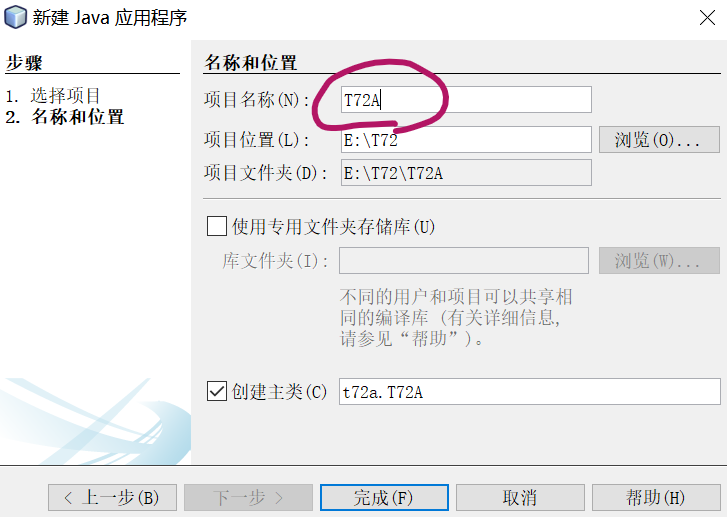 新建 Java 应用程序
步骤
1. 选择项目
2. 名称和位置
名称和位置
项目名称(N): T72A
项目位置(L): E:\T72 浏览(O)...
项目文件夹(D): E:\T72\T72A
使用专用文件夹存储库(U)
库文件夹(I): 浏览(W)...
不同的用户和项目可以共享相
同的编译库 (有关详细信息,
请参见“帮助”)。
创建主类(C) t72a.T72A
< 上一步(B) 下一步 > 完成(F) 取消 帮助(H)